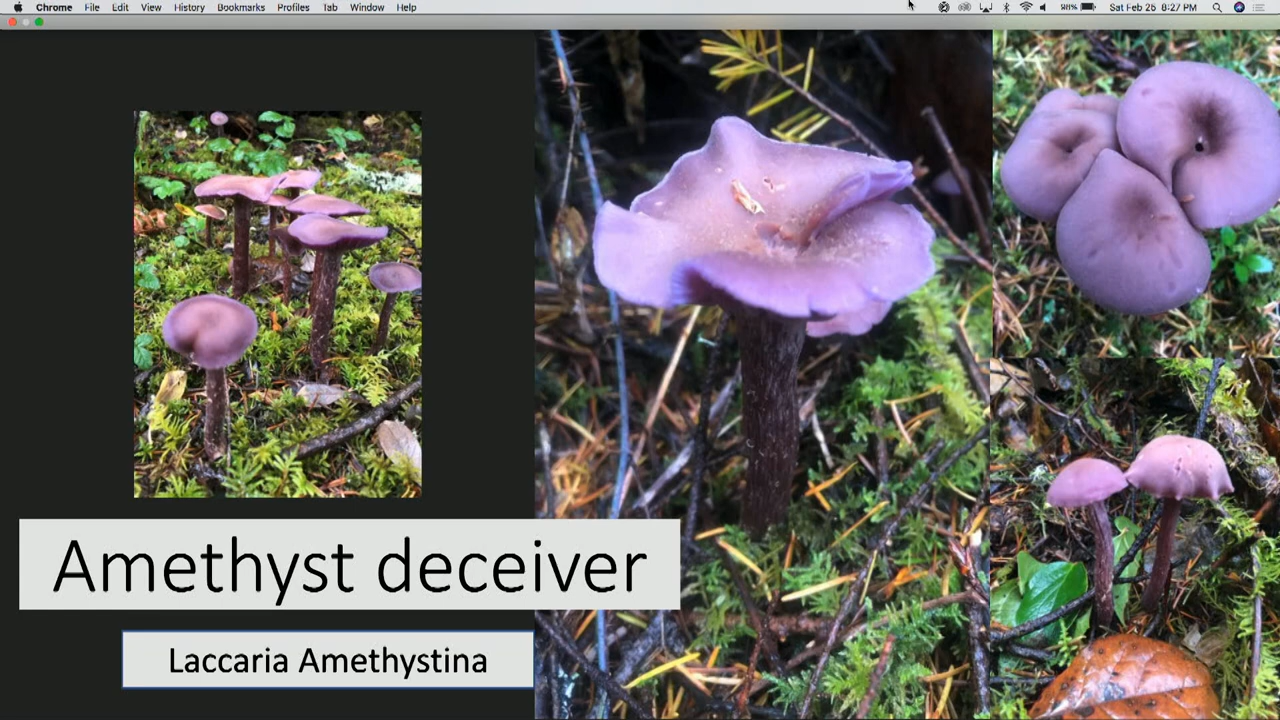 Chrome File Edit View History Bookmarks Profiles Tab Window Help 98% Sat Feb 26 8:27 PM
Amethyst deceiver
Laccaria Amethystina